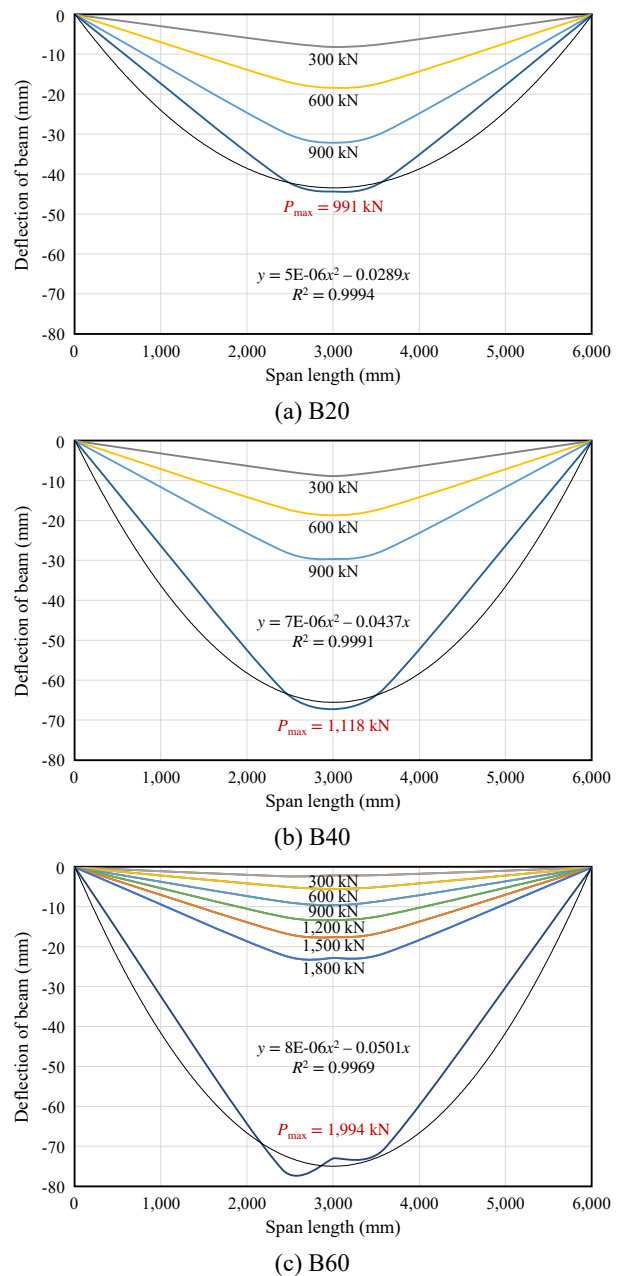 Deflection of beam (mm)
0
-10
-20
-30
-40
-50
-60
-70
-80
300 kN
600 kN
900 kN
Pmax = 991 kN
y = 5E-06x² – 0.0289x
R² = 0.9994
0 1,000 2,000 3,000 4,000 5,000 6,000
Span length (mm)
(a) B20
Deflection of beam (mm)
0
-10
-20
-30
-40
-50
-60
-70
-80
300 kN
600 kN
900 kN
y = 7E-06x² – 0.0437x
R² = 0.9991
Pmax = 1,118 kN
0 1,000 2,000 3,000 4,000 5,000 6,000
Span length (mm)
(b) B40
Deflection of beam (mm)
0
-10
-20
-30
-40
-50
-60
-70
-80
300 kN
600 kN
900 kN
1,200 kN
1,500 kN
1,800 kN
y = 8E-06x² – 0.0501x
R² = 0.9969
Pmax = 1,994 kN
0 1,000 2,000 3,000 4,000 5,000 6,000
Span length (mm)
(c) B60